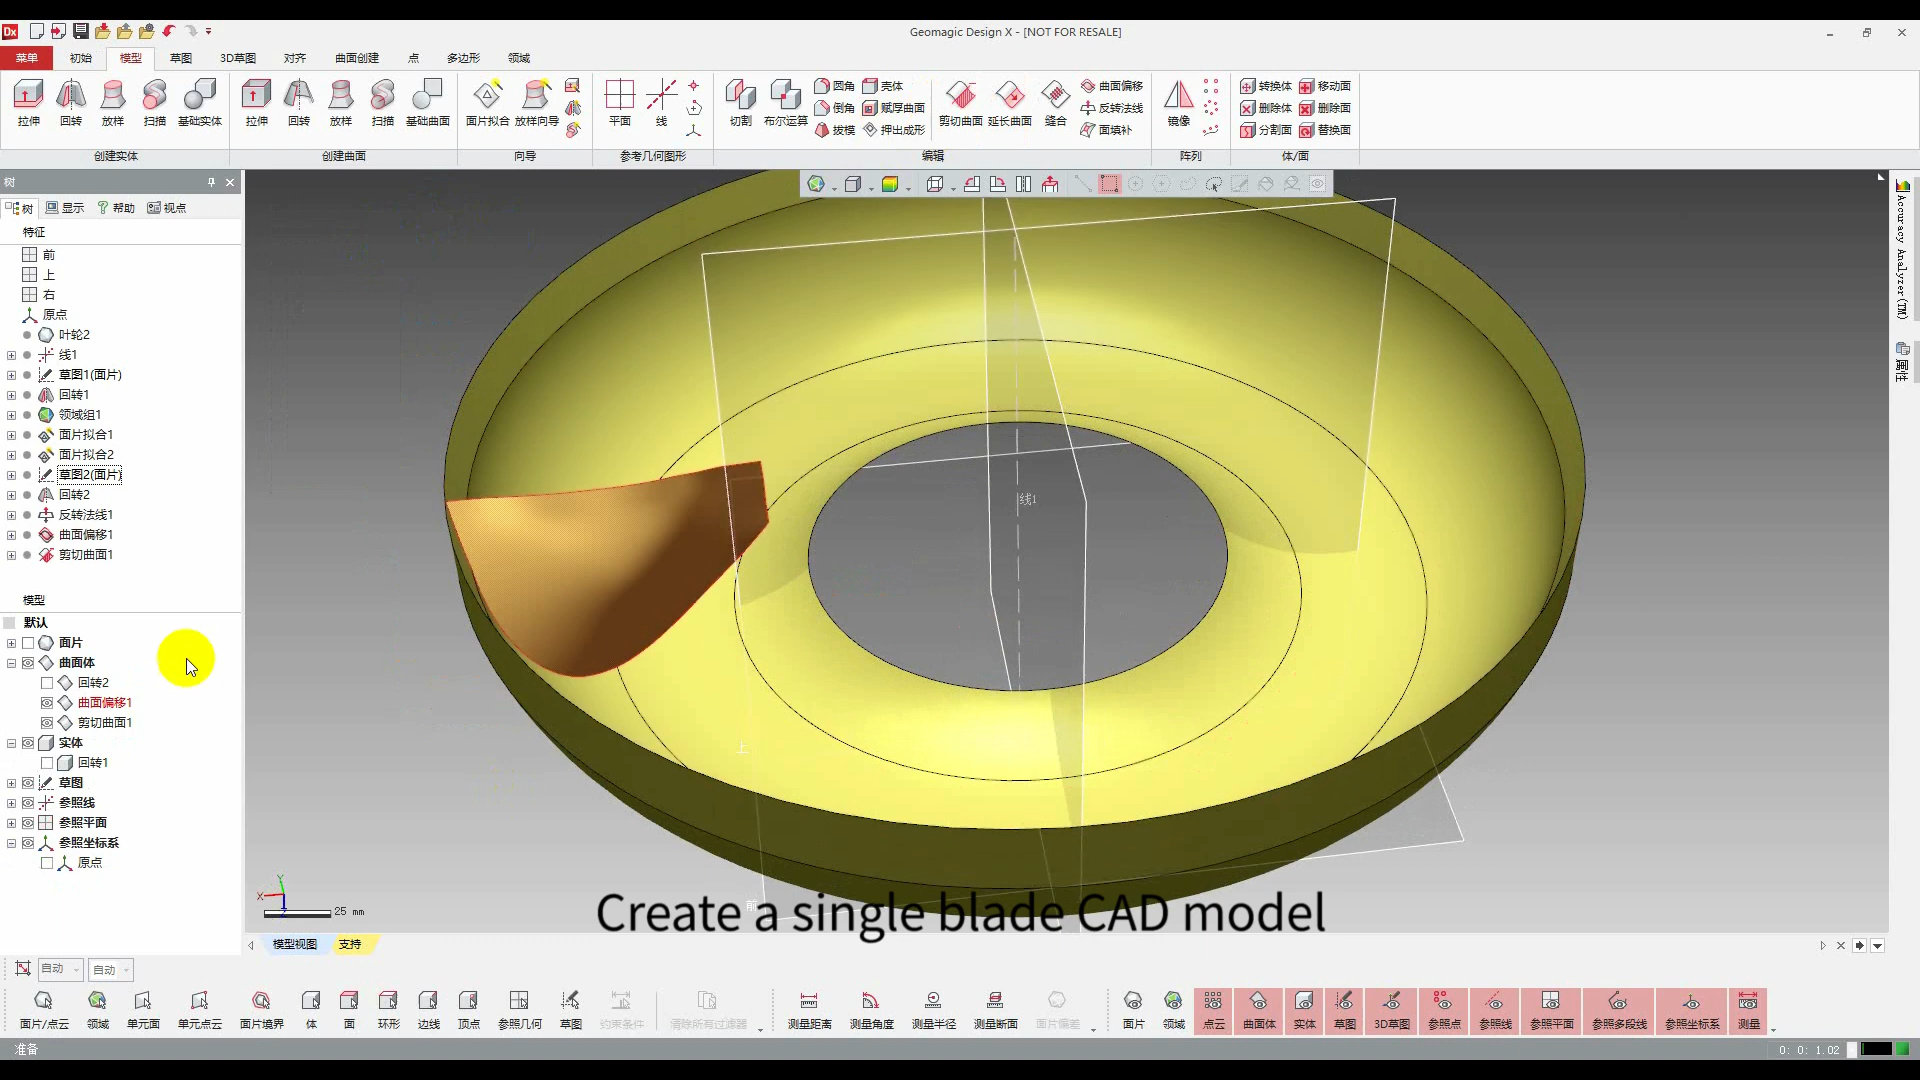 Dx
Geomagic Design X - [NOT FOR RESALE]
菜单 初始 模型 草图 3D草图 对齐 曲面创建 点 多边形 领域
拉伸 回转 放样 扫描 基础实体 拉伸 回转 放样 扫描 基础曲面 面片拟合 放样向导 平面 线 切割 布尔运算 圆角 壳体 剪切曲面 延长曲面 缝合 曲面偏移 镜像 转换体 移动面
倒角 赋厚曲面 反转法线 删除体 删除面
拔模 押出成形 面填补 分割面 替换面
创建实体 创建曲面 向导 参考几何图形 编辑 阵列 体/面
树
树 显示 帮助 视点
特征
前
上
右
原点
叶轮2
线1
草图1(面片)
回转1
领域组1
面片拟合1
面片拟合2
草图2(面片)
回转2
反转法线1
曲面偏移1
剪切曲面1
模型
默认
面片
曲面体
回转2
曲面偏移1
剪切曲面1
实体
回转1
草图
参照线
参照平面
参照坐标系
原点
线1
上
前
X Y Z
25 mm
Create a single blade CAD model
Accuracy Analyzer(TM)
属性
模型视图 支持
自动 自动
面片/点云 领域 单元面 单元点云 面片境界 体 面 环形 边线 顶点 参照几何 草图 约束条件 清除所有过滤器 测量距离 测量角度 测量半径 测量断面 面片偏差 面片 领域 点云 曲面体 实体 草图 3D草图 参照点 参照线 参照平面 参照多段线 参照坐标系 测量
准备
0: 0: 1.02